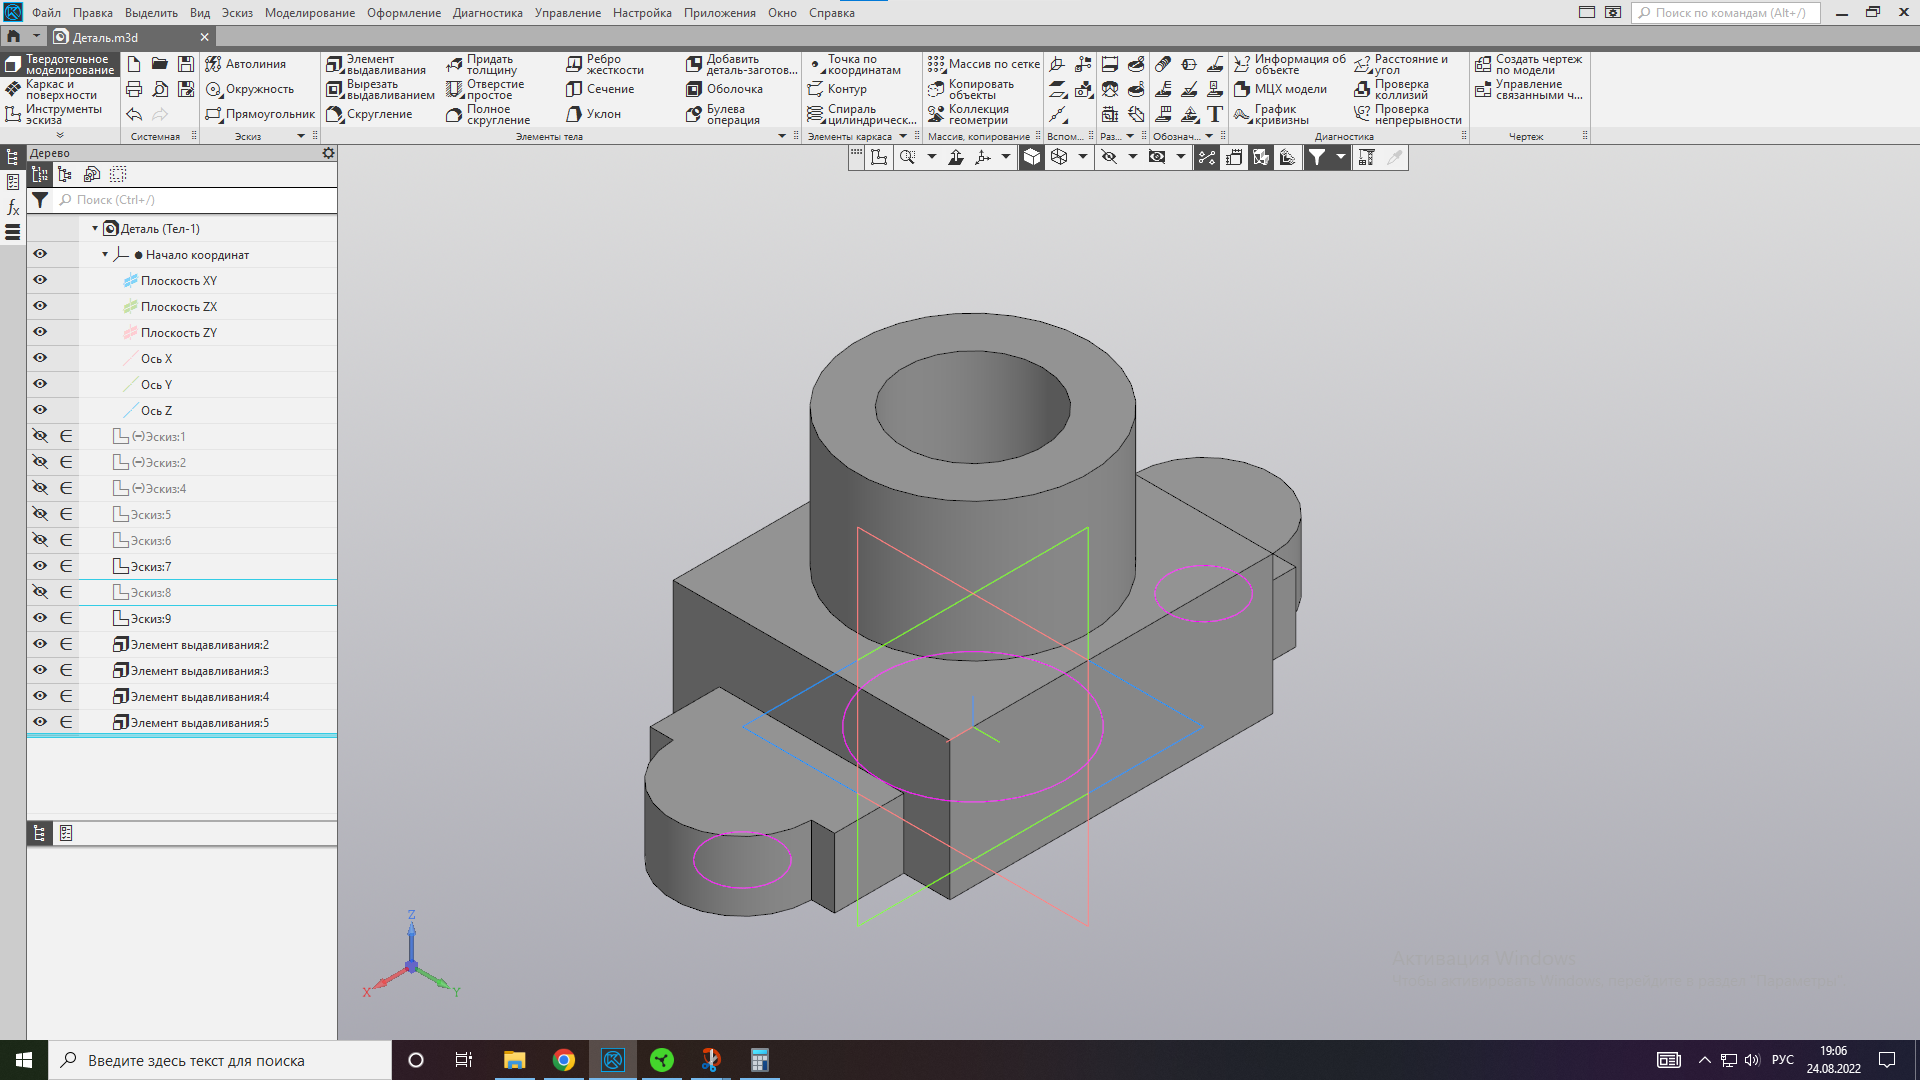 Файл Правка Выделить Вид Эскиз Моделирование Оформление Диагностика Управление Настройка Приложения Окно Справка Поиск по командам (Alt+/)
Деталь.m3d
Твердотельное моделирование
Каркас и поверхности
Инструменты эскиза
Системная
Автолиния
Окружность
Прямоугольник
Эскиз
Элемент выдавливания
Вырезать выдавливанием
Скругление
Придать толщину
Отверстие простое
Полное скругление
Ребро жесткости
Сечение
Уклон
Добавить деталь-заготов...
Оболочка
Булева операция
Элементы тела
Точка по координатам
Контур
Спираль цилиндрическ...
Элементы каркаса
Массив по сетке
Копировать объекты
Коллекция геометрии
Массив, копирование
Вспом...
Раз...
Обознач...
Информация об объекте
МЦХ модели
График кривизны
Расстояние и угол
Проверка коллизий
Проверка непрерывности
Диагностика
Создать чертеж по модели
Управление связанными ч...
Чертеж
Дерево
Поиск (Ctrl+/)
Деталь (Тел-1)
Начало координат
Плоскость XY
Плоскость ZX
Плоскость ZY
Ось X
Ось Y
Ось Z
(−)Эскиз:1
(−)Эскиз:2
(−)Эскиз:4
Эскиз:5
Эскиз:6
Эскиз:7
Эскиз:8
Эскиз:9
Элемент выдавливания:2
Элемент выдавливания:3
Элемент выдавливания:4
Элемент выдавливания:5
Z
X
Y
Активация Windows
Введите здесь текст для поиска
РУС
19:06
24.08.2022